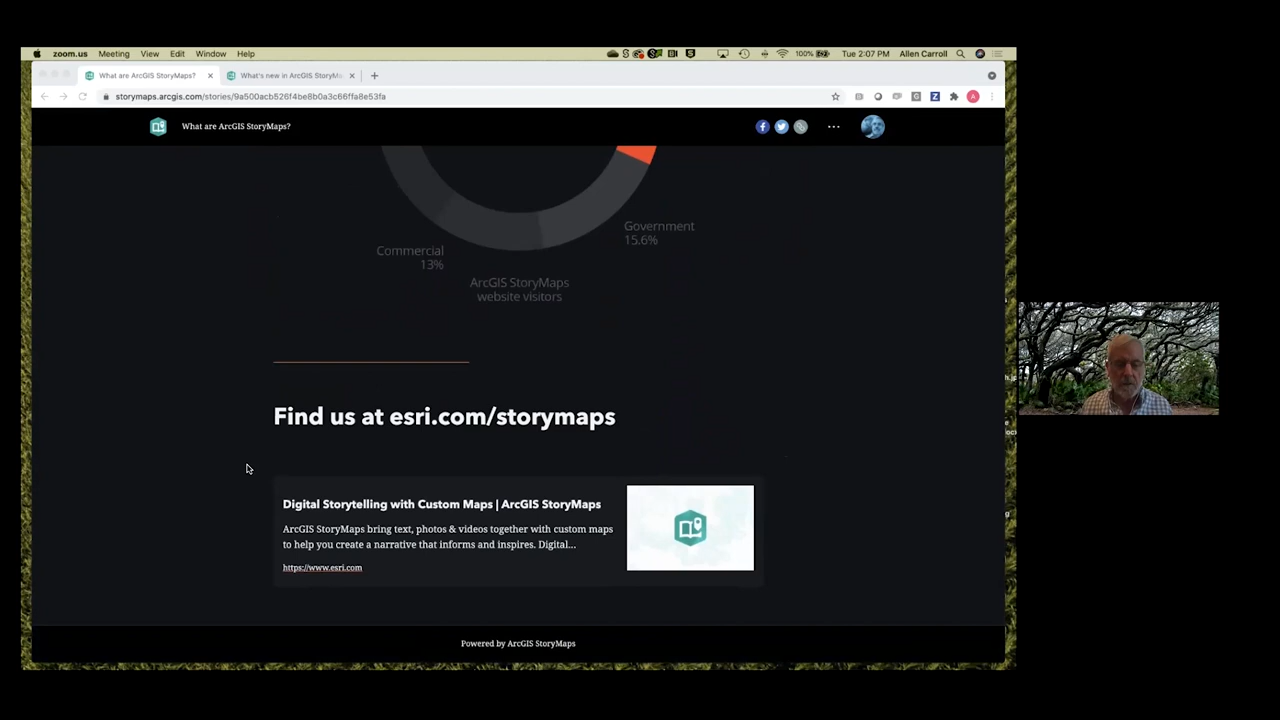 zoom.us Meeting View Edit Window Help 100% Tue 2:07 PM Allen Carroll
What are ArcGIS StoryMaps? What's new in ArcGIS StoryMa
storymaps.arcgis.com/stories/9a500acb526f4be8b0a3c66ffa8e53fa
What are ArcGIS StoryMaps?
Government
15.6%
Commercial
13%
ArcGIS StoryMaps
website visitors
Find us at esri.com/storymaps
Digital Storytelling with Custom Maps | ArcGIS StoryMaps
ArcGIS StoryMaps bring text, photos & videos together with custom maps
to help you create a narrative that informs and inspires. Digital...
https://www.esri.com
Powered by ArcGIS StoryMaps